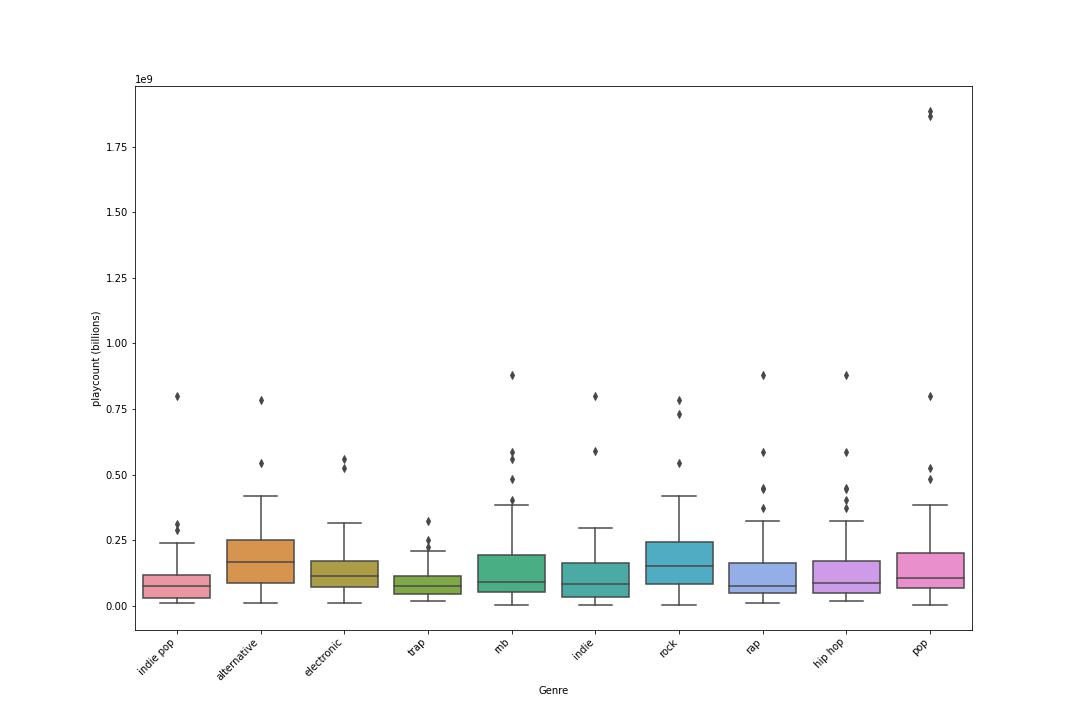 1e9
1.75
1.50
1.25
1.00
0.75
0.50
0.25
0.00
playcount (billions)
indie pop
alternative
electronic
trap
rnb
indie
rock
rap
hip hop
pop
Genre